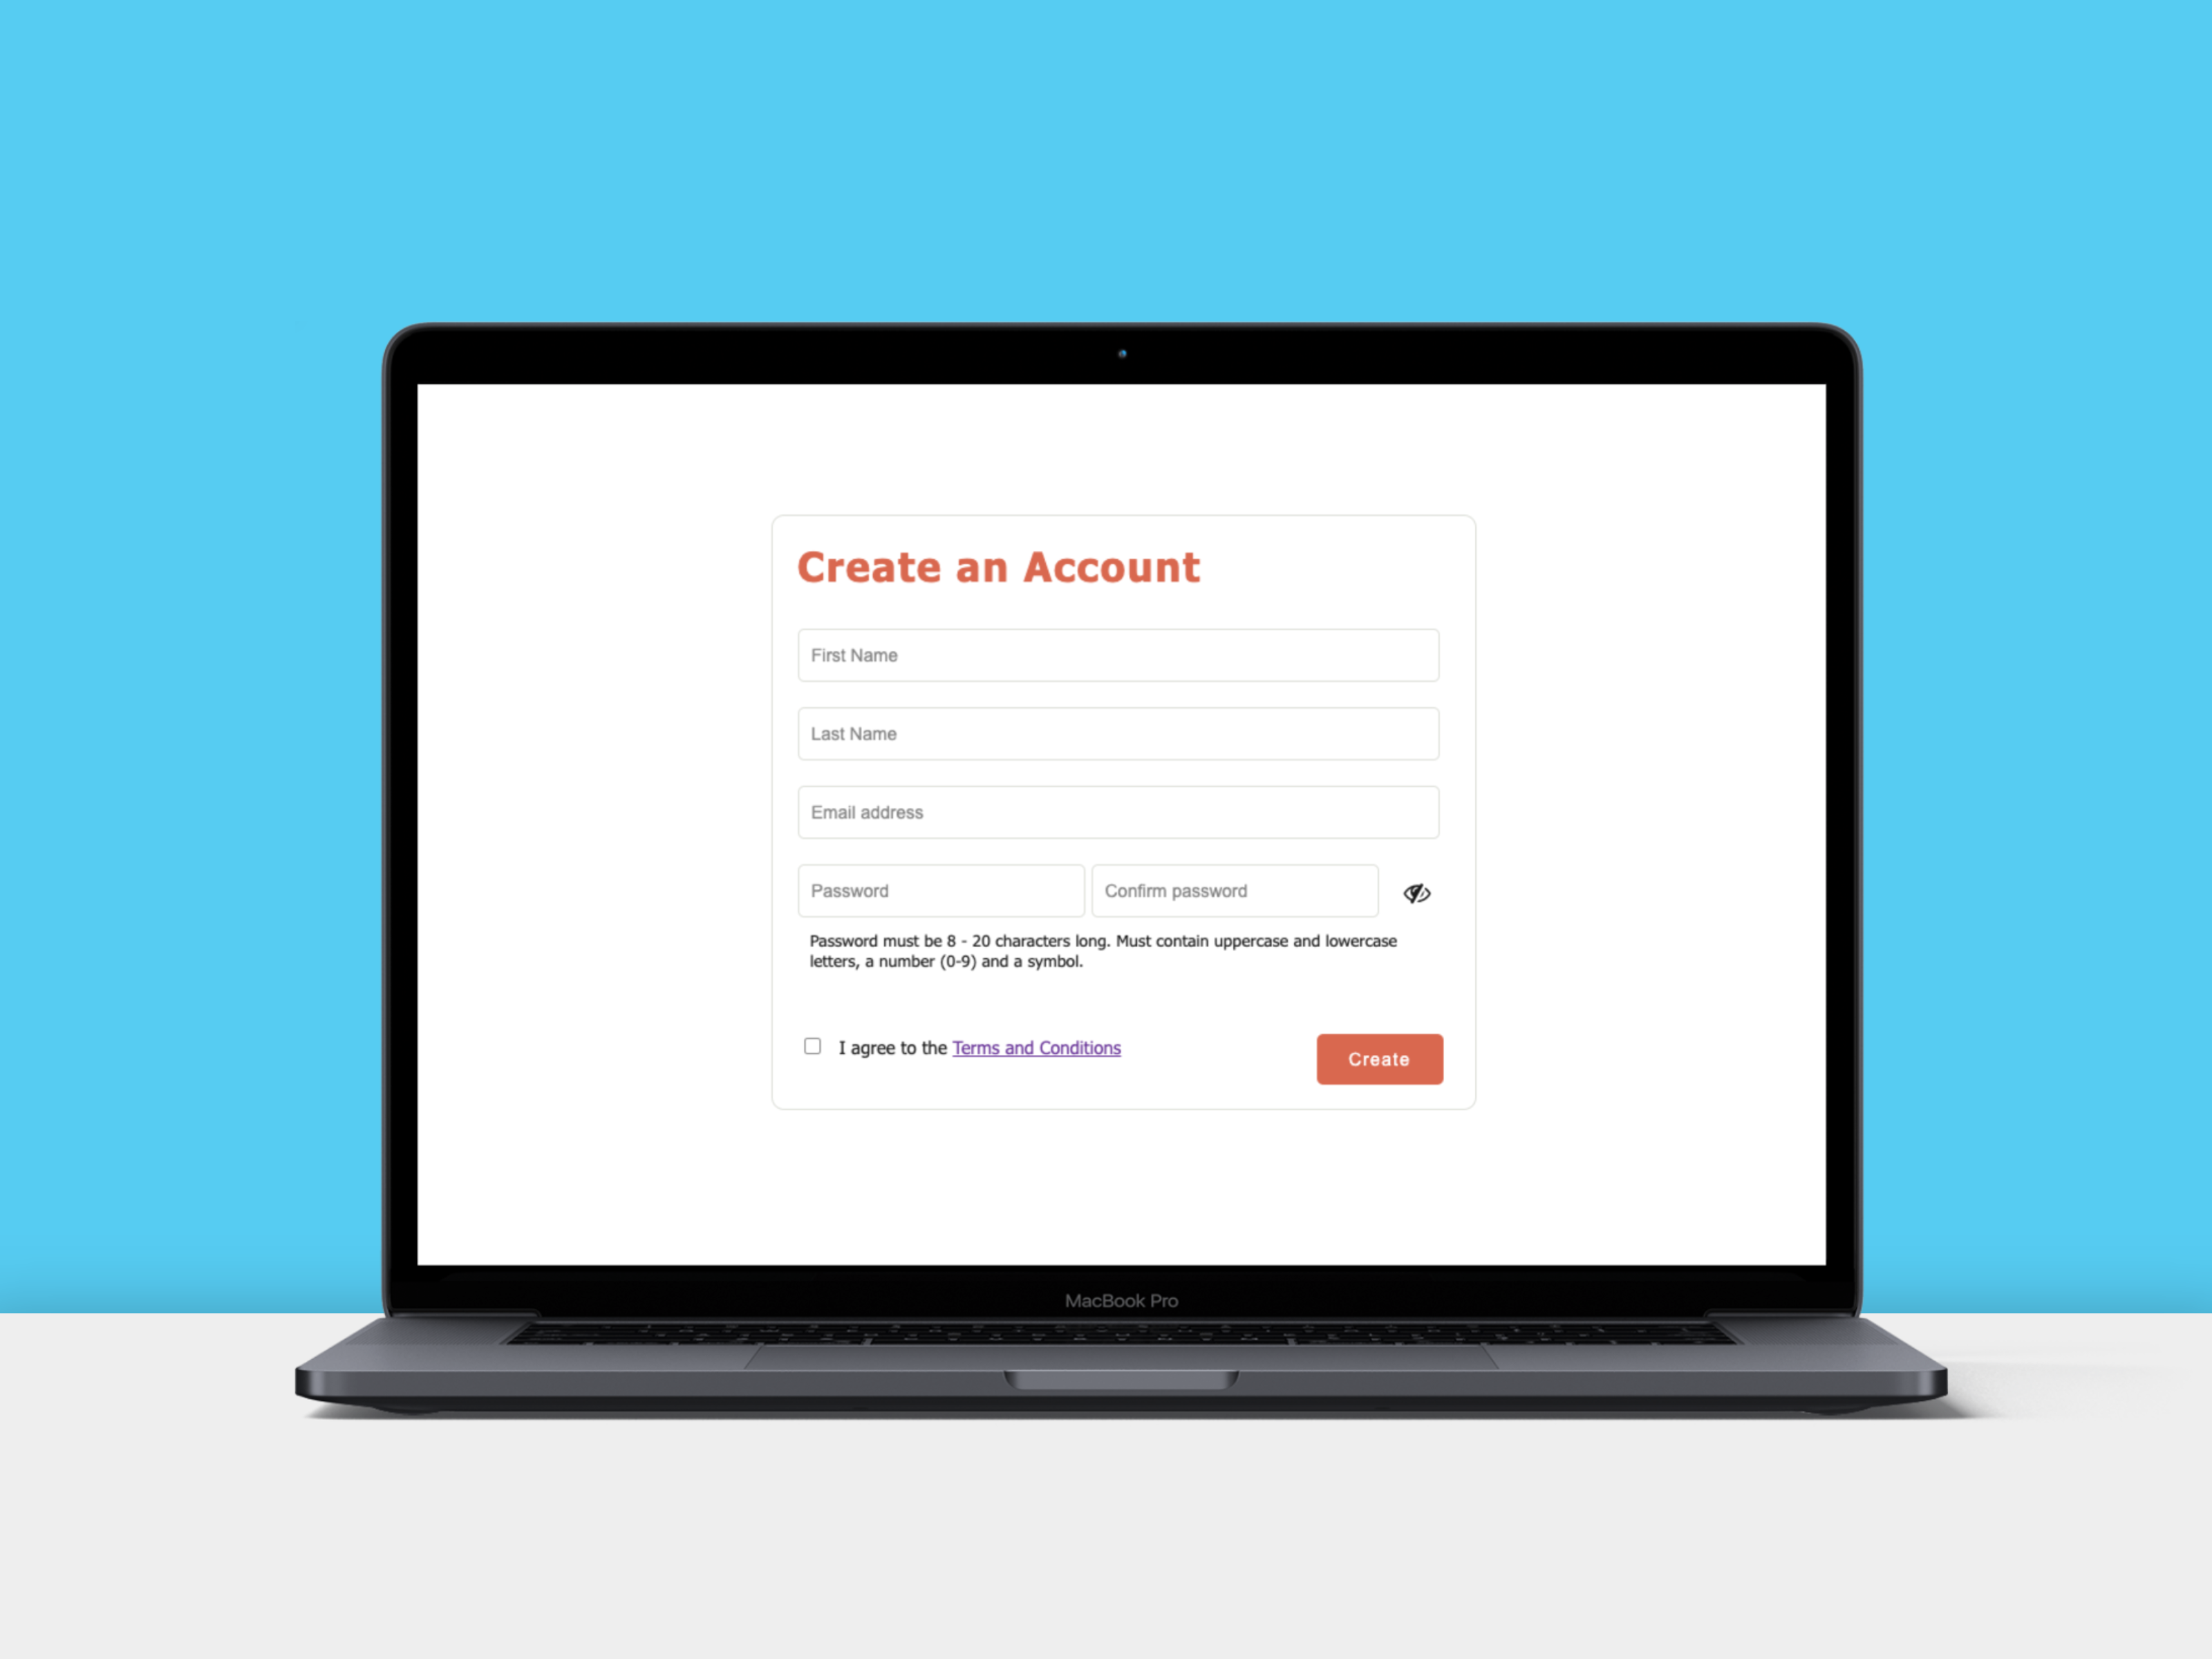 Create an Account
First Name
Last Name
Email address
Password
Confirm password
Password must be 8 - 20 characters long. Must contain uppercase and lowercase
letters, a number (0-9) and a symbol.
I agree to the Terms and Conditions
Create
MacBook Pro